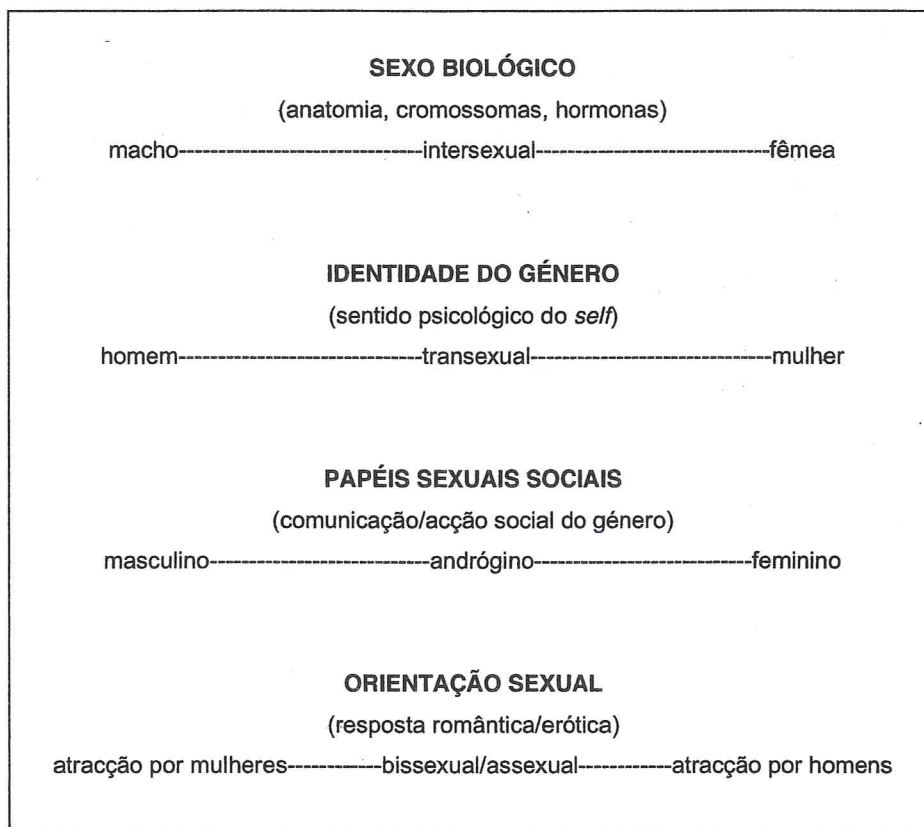 SEXO BIOLÓGICO
(anatomia, cromossomas, hormonas)
macho-------------------------------intersexual------------------------------fêmea
IDENTIDADE DO GÉNERO
(sentido psicológico do self)
homem-------------------------------transexual-------------------------------mulher
PAPÉIS SEXUAIS SOCIAIS
(comunicação/acção social do género)
masculino----------------------------andrógino----------------------------feminino
ORIENTAÇÃO SEXUAL
(resposta romântica/erótica)
atracção por mulheres------------bissexual/assexual------------atracção por homens